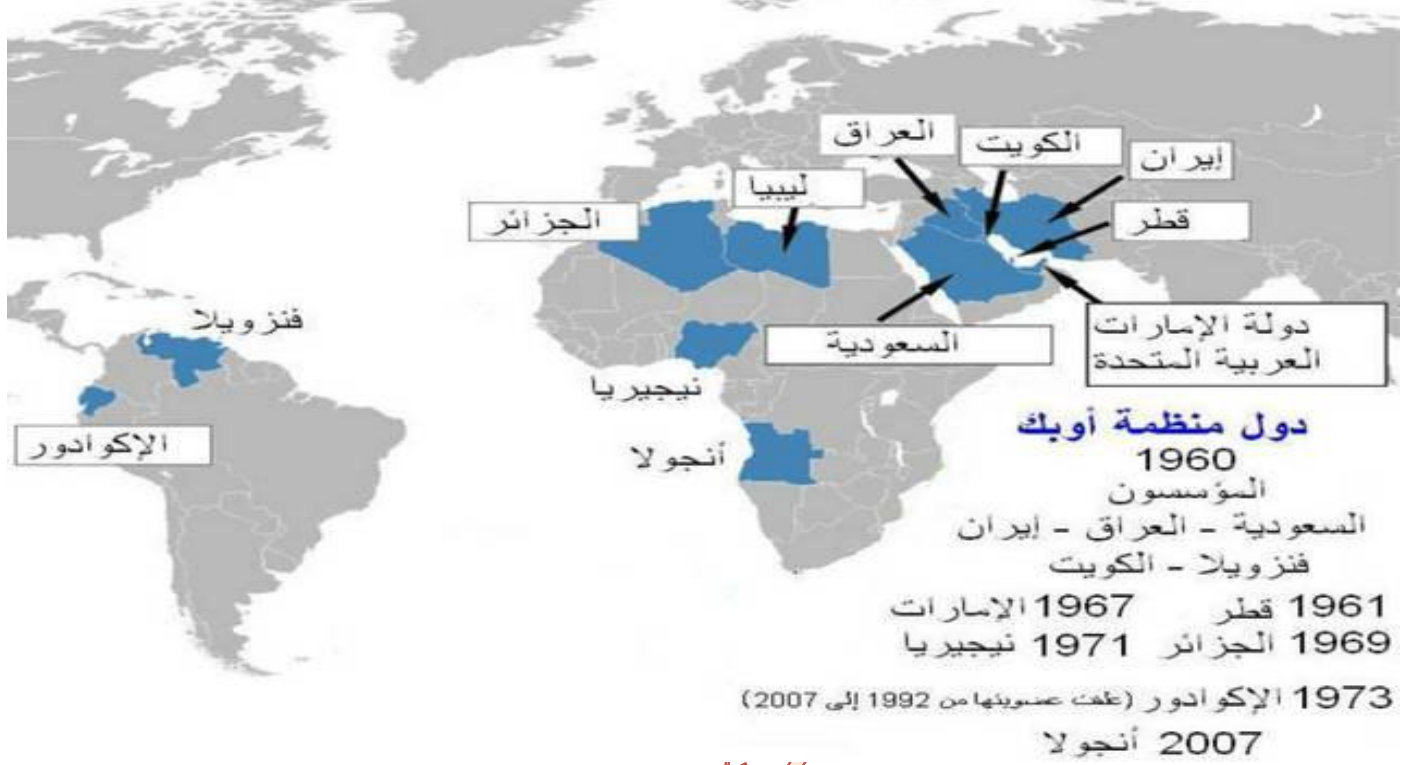 العراق
الكويت
إيران
ليبيا
الجزائر
قطر
فنزويلا
دولة الإمارات
العربية المتحدة
السعودية
نيجيريا
الإكوادور
أنجولا
دول منظمة أوبك
1960
المؤسسون
السعودية - العراق - إيران
فنزويلا - الكويت
1961 قطر 1967 الإمارات
1969 الجزائر 1971 نيجيريا
1973 الإكوادور (علقت عضويتها من 1992 إلى 2007)
2007 أنجولا